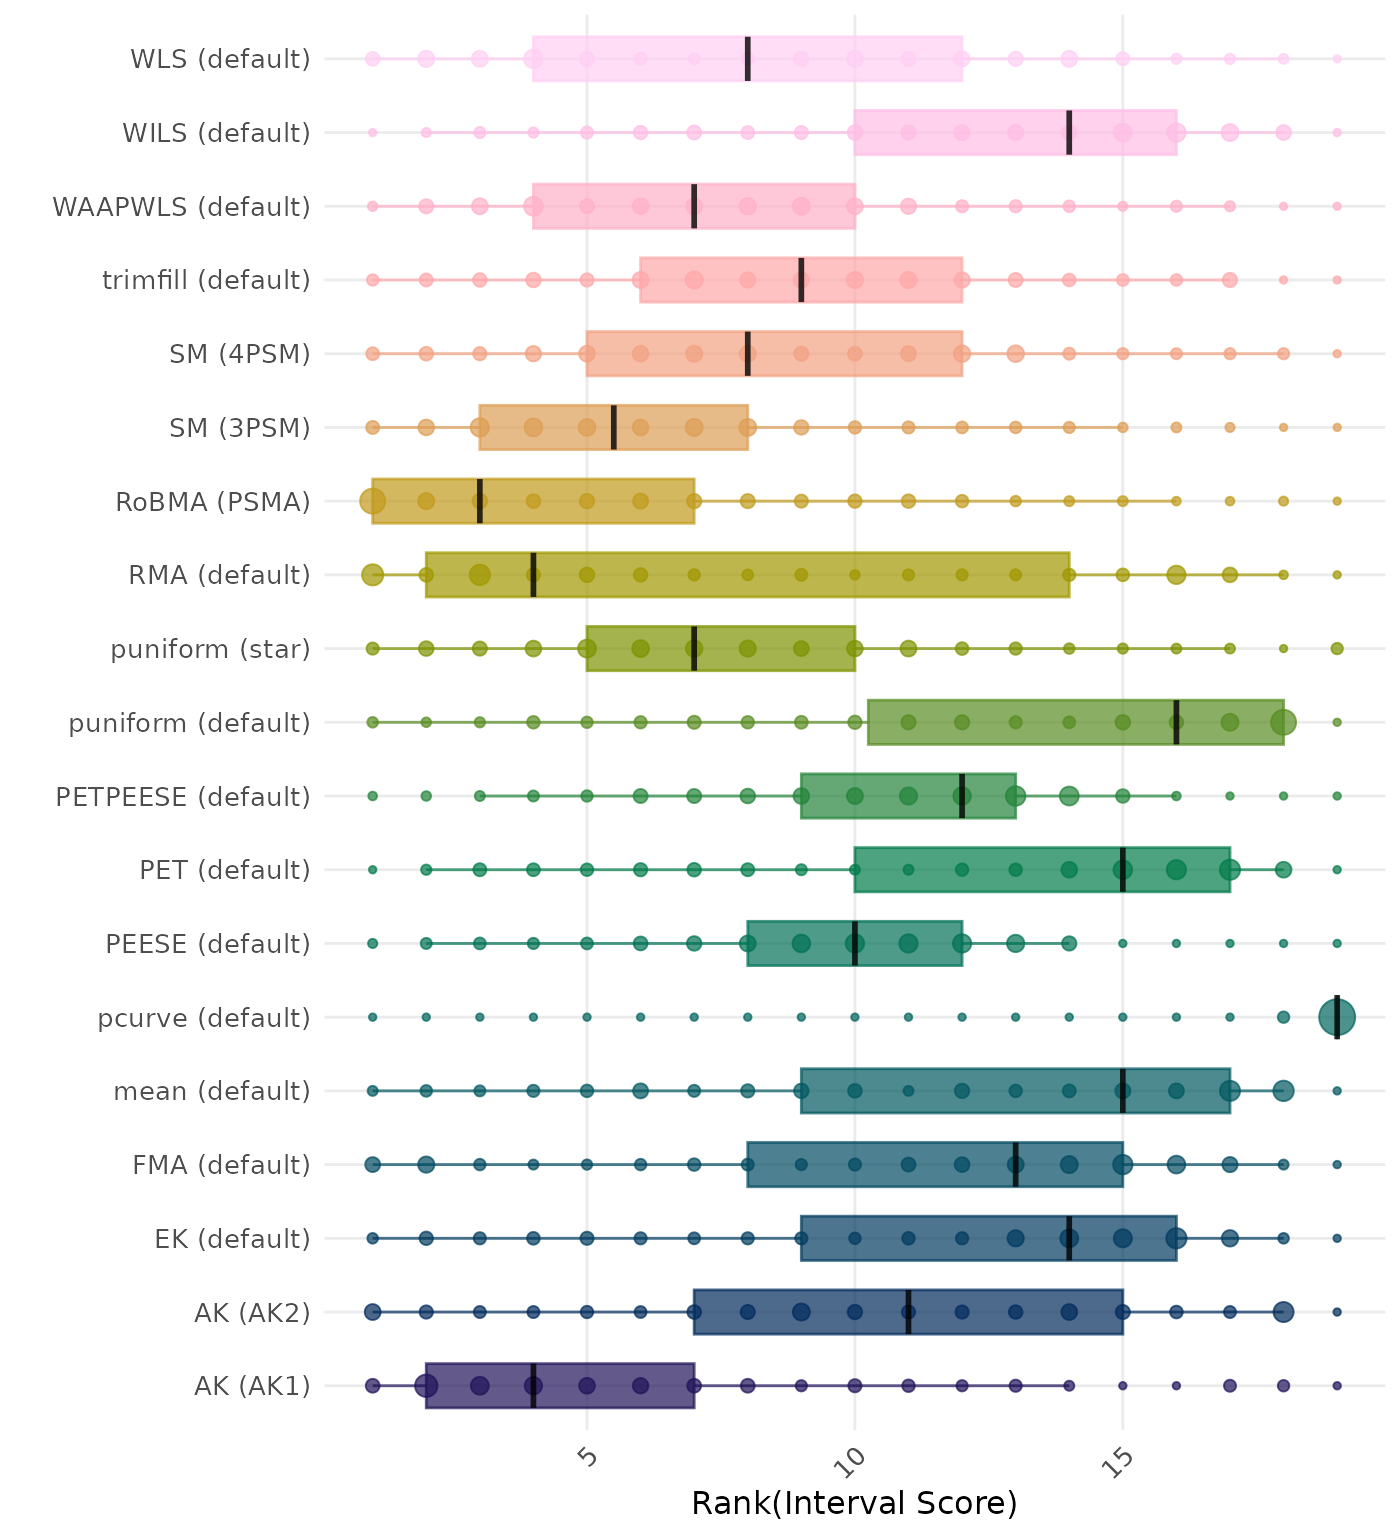 WLS (default)
WILS (default)
WAAPWLS (default)
trimfill (default)
SM (4PSM)
SM (3PSM)
RoBMA (PSMA)
RMA (default)
puniform (star)
puniform (default)
PETPEESE (default)
PET (default)
PEESE (default)
pcurve (default)
mean (default)
FMA (default)
EK (default)
AK (AK2)
AK (AK1)
5 10 15
Rank(Interval Score)